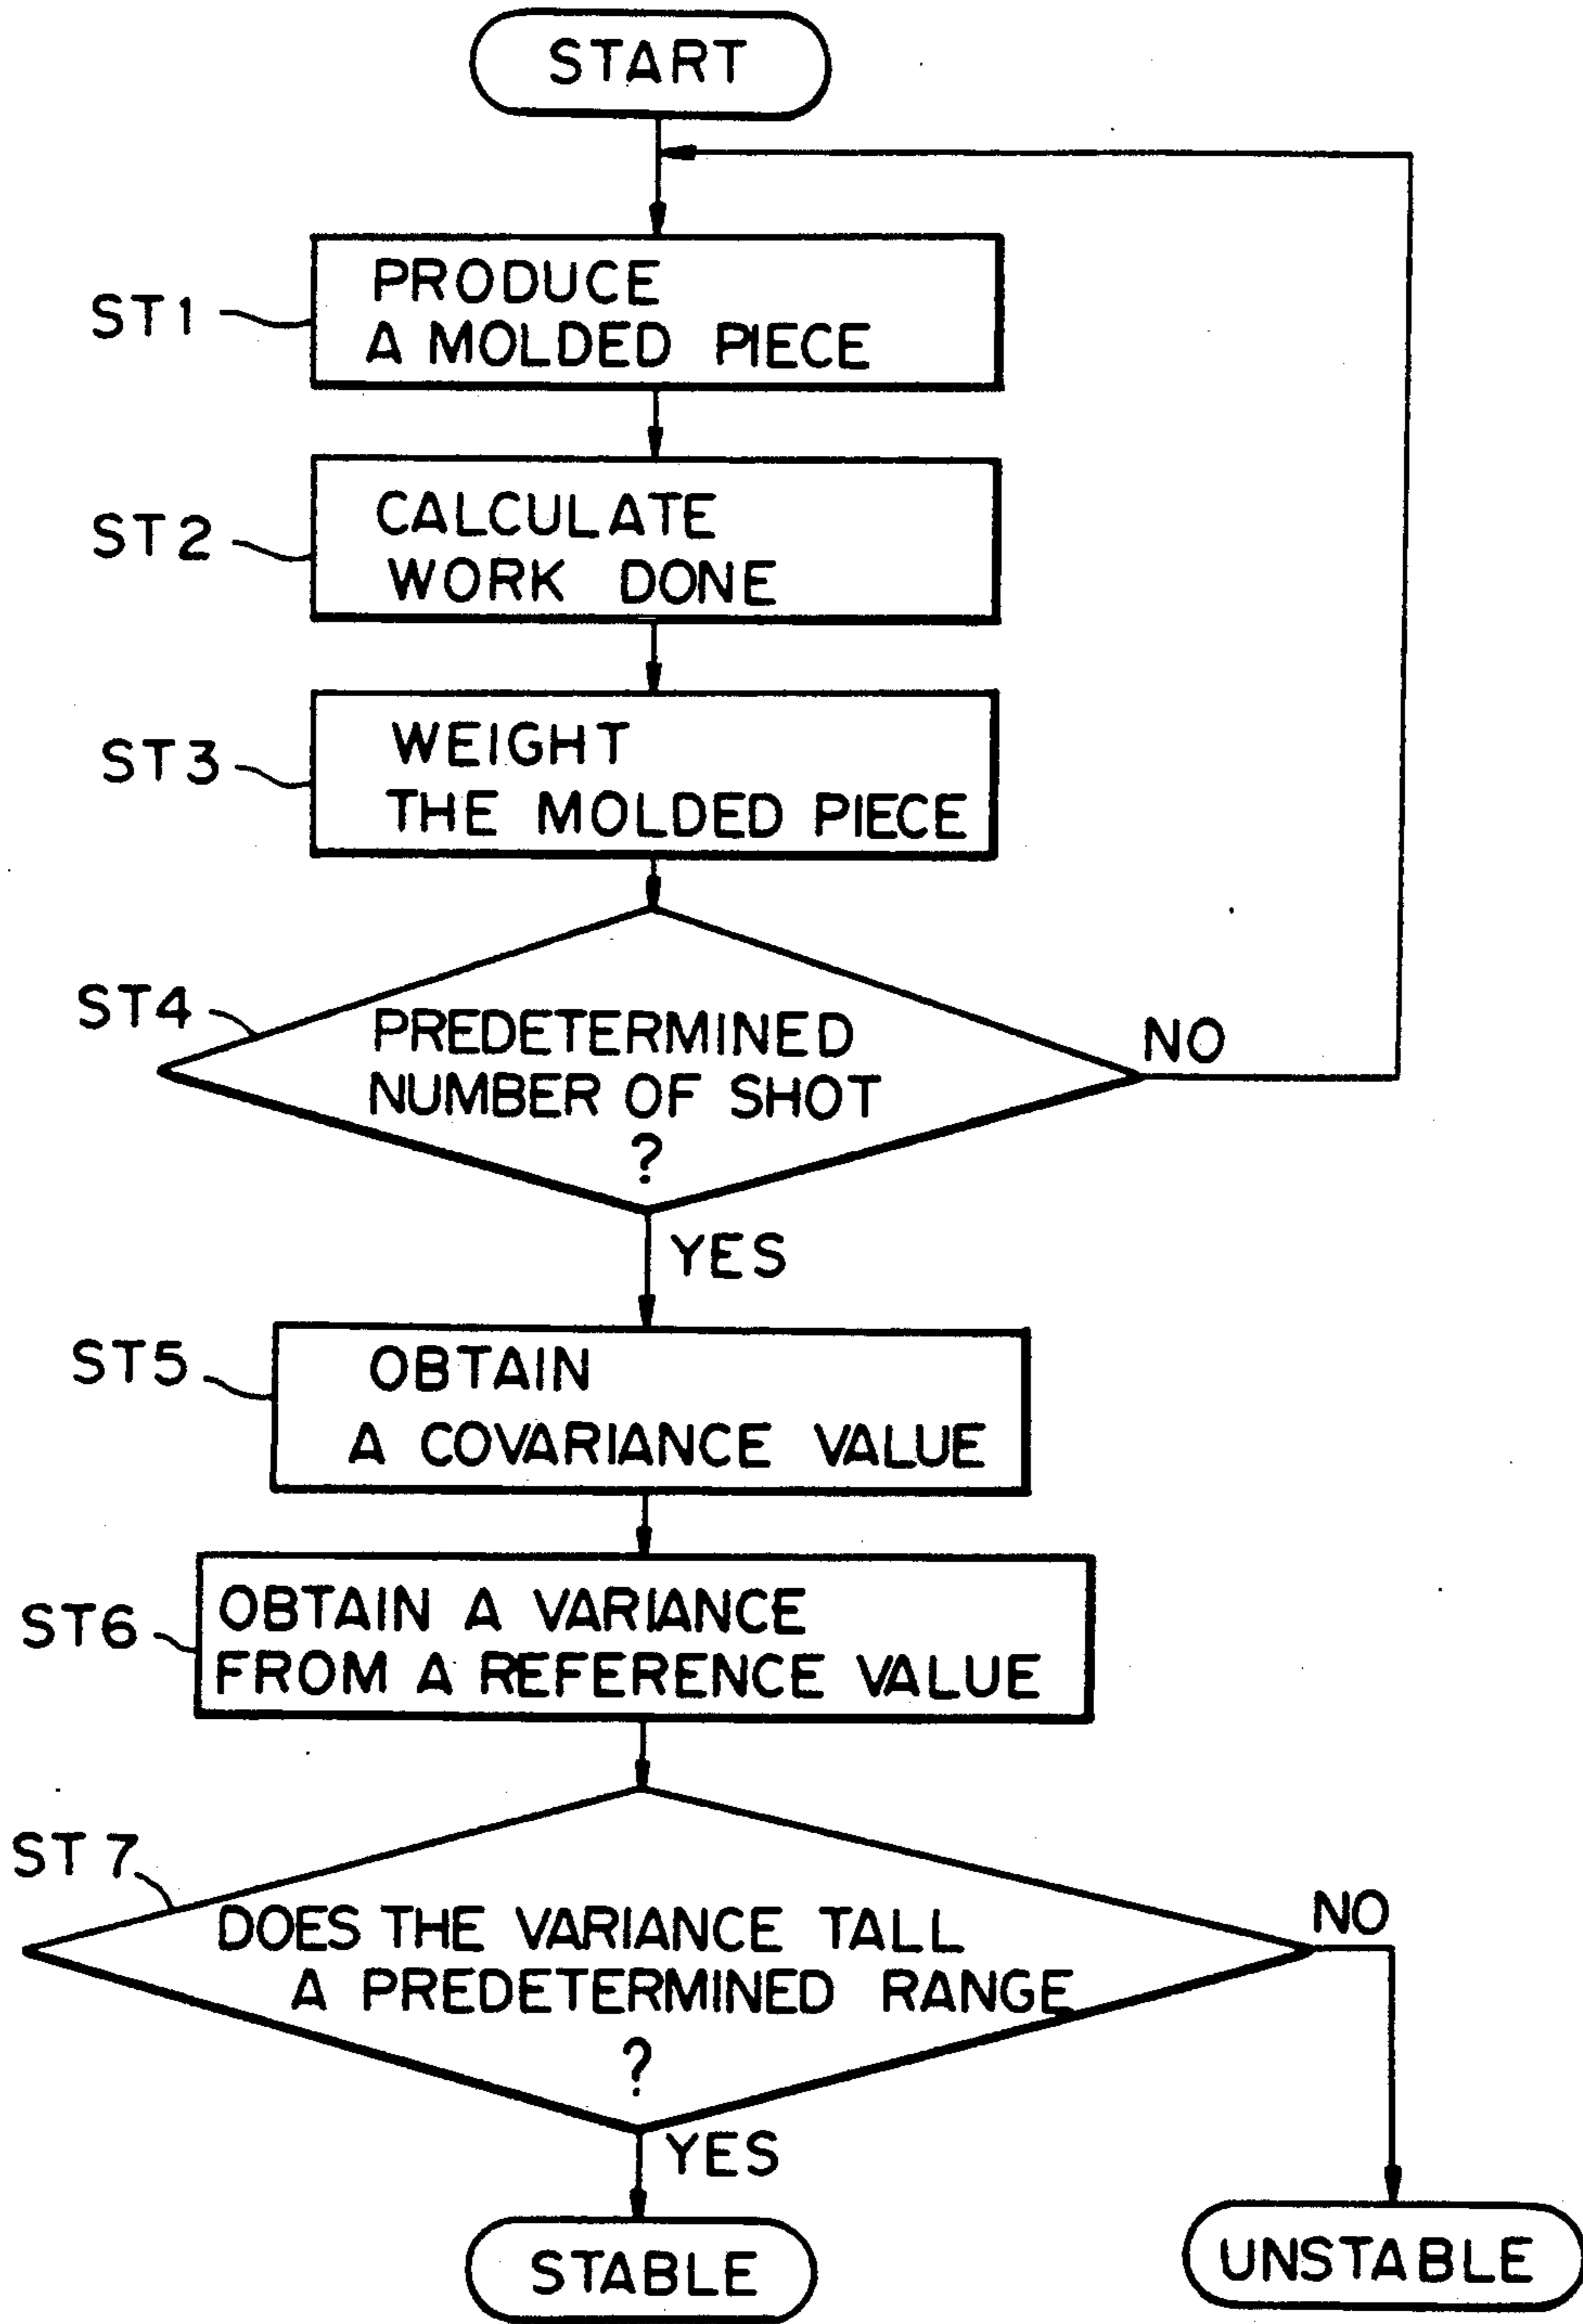 START
ST1
PRODUCE
A MOLDED PIECE
ST2
CALCULATE
WORK DONE
ST3
WEIGHT
THE MOLDED PIECE
ST4
PREDETERMINED
NUMBER OF SHOT
?
NO
YES
ST5
OBTAIN
A COVARIANCE VALUE
ST6
OBTAIN A VARIANCE
FROM A REFERENCE VALUE
ST7
DOES THE VARIANCE TALL
A PREDETERMINED RANGE
?
NO
YES
STABLE
UNSTABLE